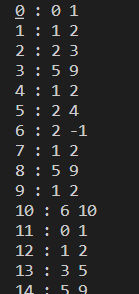 0 : 0 1
1 : 1 2
2 : 2 3
3 : 5 9
4 : 1 2
5 : 2 4
6 : 2 -1
7 : 1 2
8 : 5 9
9 : 1 2
10 : 6 10
11 : 0 1
12 : 1 2
13 : 3 5
14 : 5 9